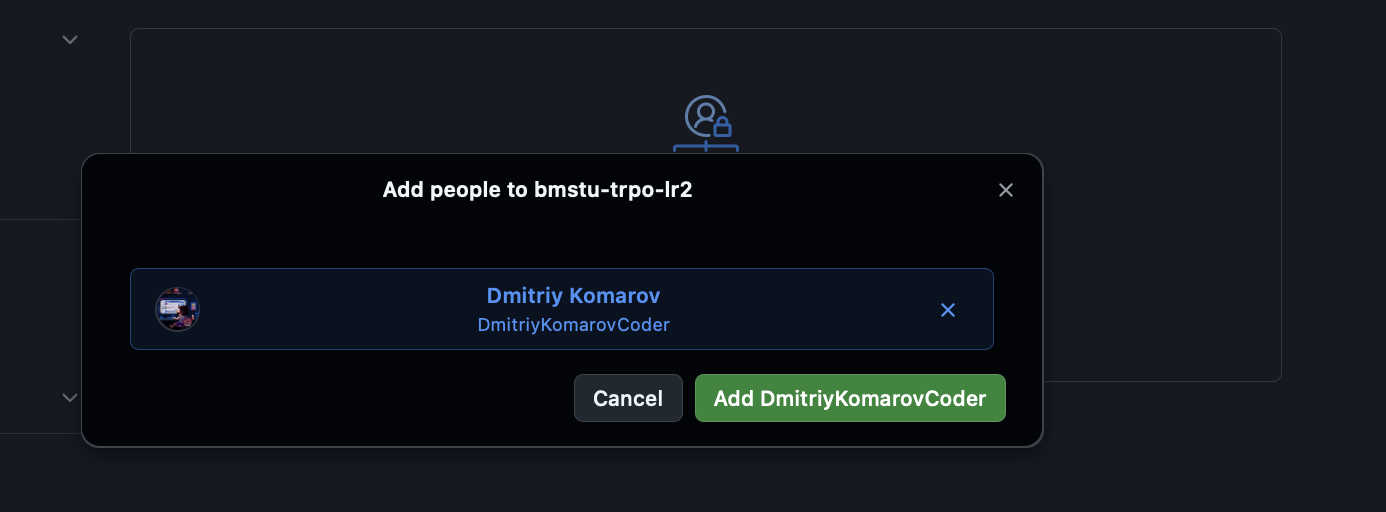 Add people to bmstu-trpo-lr2
Dmitriy Komarov
DmitriyKomarovCoder
Cancel
Add DmitriyKomarovCoder